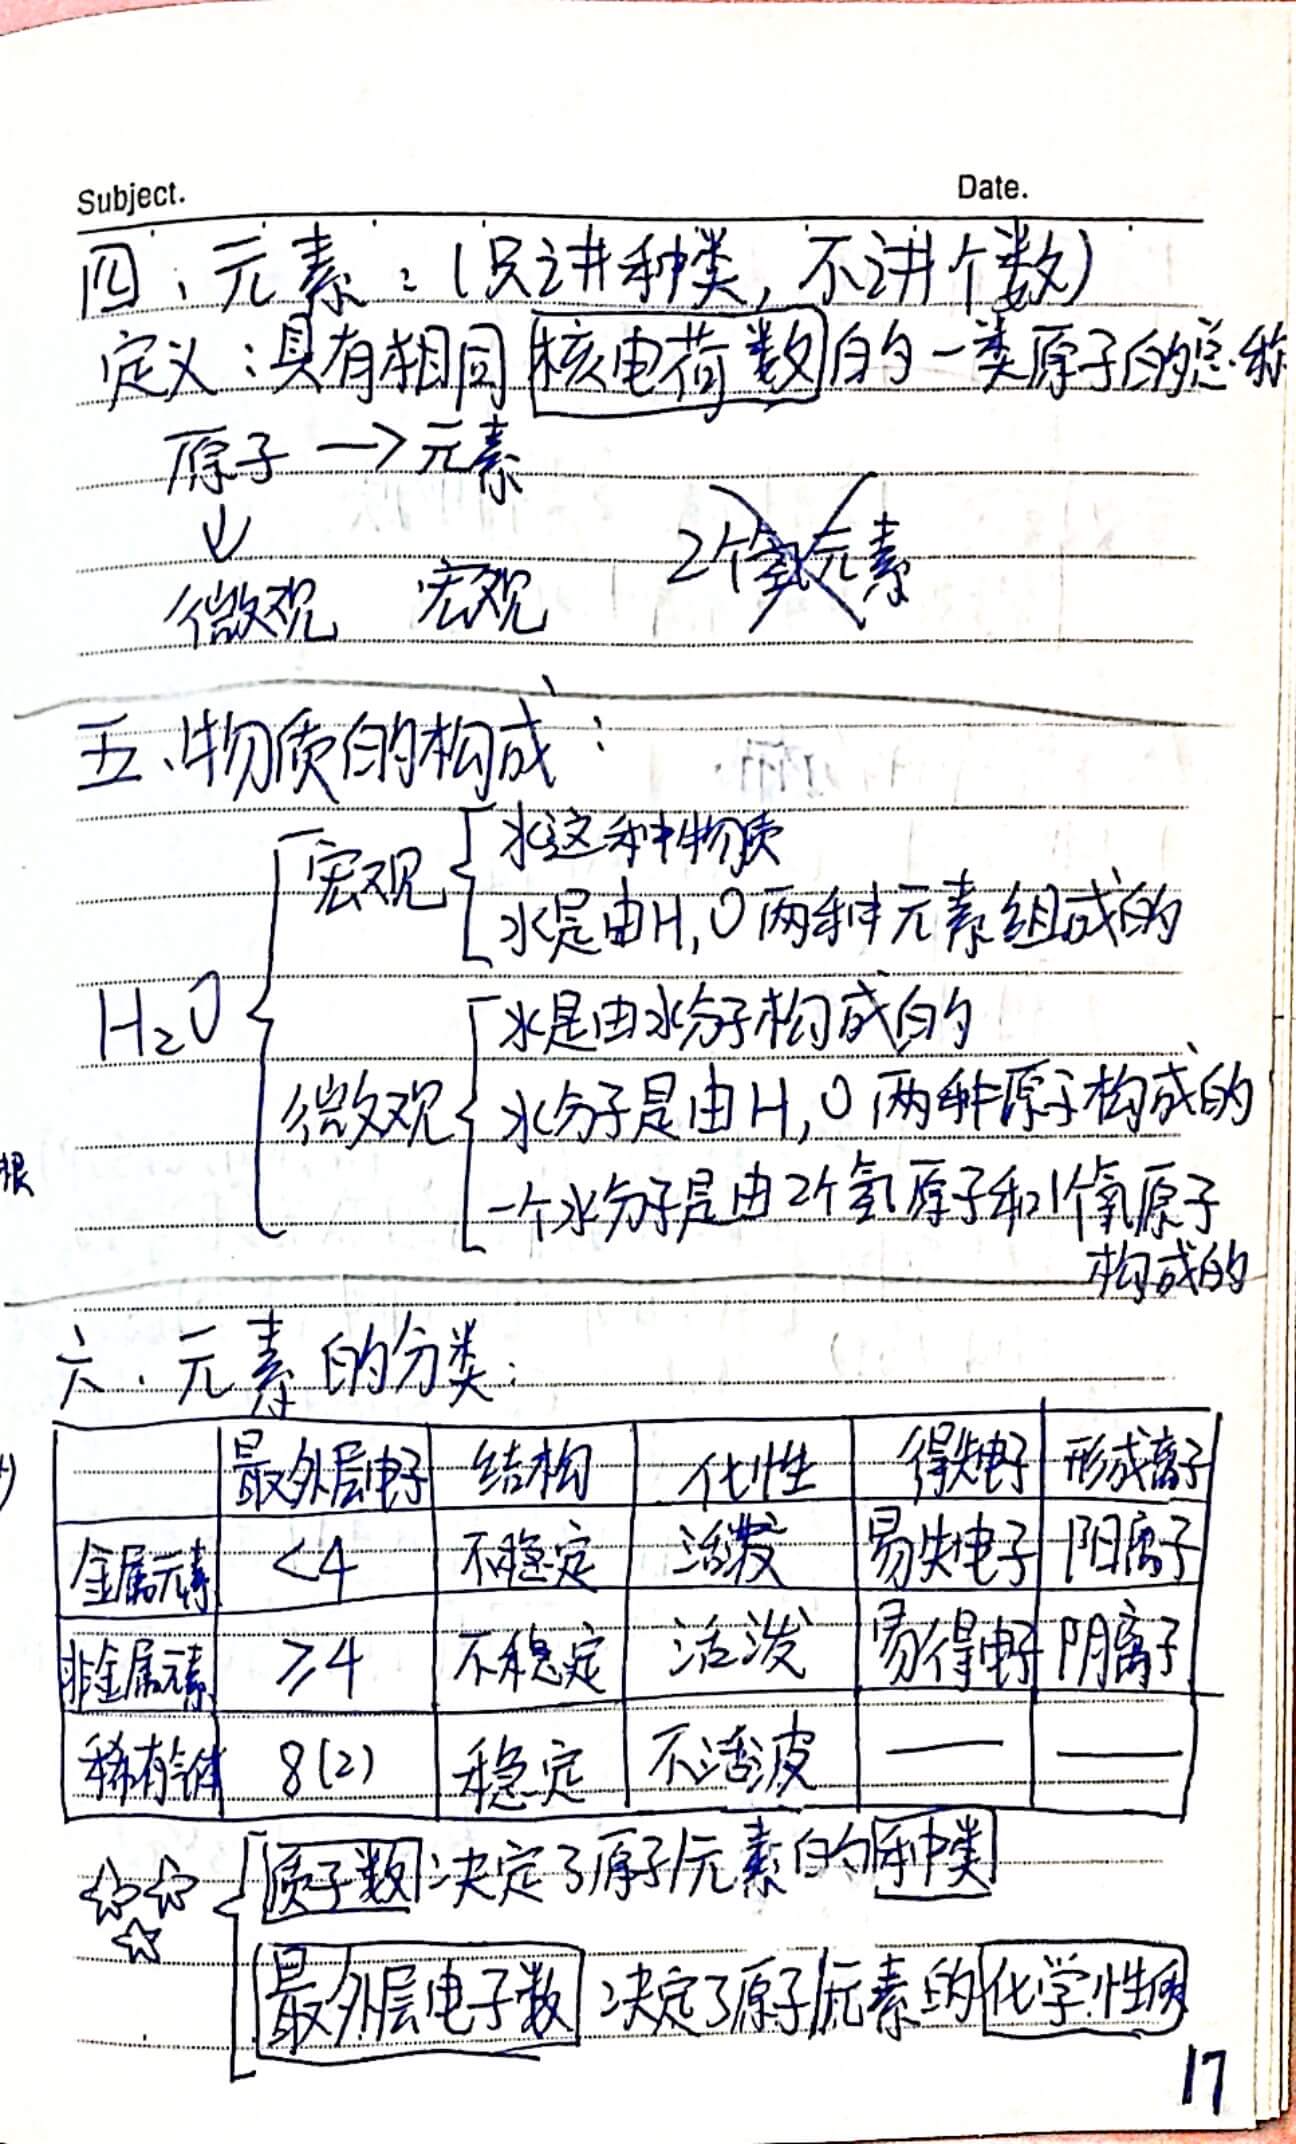 Subject. Date.
四、元素：(只讲种类，不讲个数)
定义：具有相同核电荷数的一类原子的总称
原子 → 元素
2个氧元素
微观 宏观
五、物质的构成：
H₂O
宏观
水这种物质
水是由H,O两种元素组成的
微观
水是由水分子构成的
水分子是由H,O两种原子构成的
一个水分子是由2个氢原子和1个氧原子
构成的
六．元素的分类：
最外层电子 结构 化性 得失电子 形成离子
金属元素 <4 不稳定 活泼 易失电子 阳离子
非金属元素 ≥4 不稳定 活泼 易得电子 阴离子
稀有气体 8(2) 稳定 不活波 — —
质子数决定了原子/元素的种类
最外层电子数 决定了原子/元素的化学性质
17